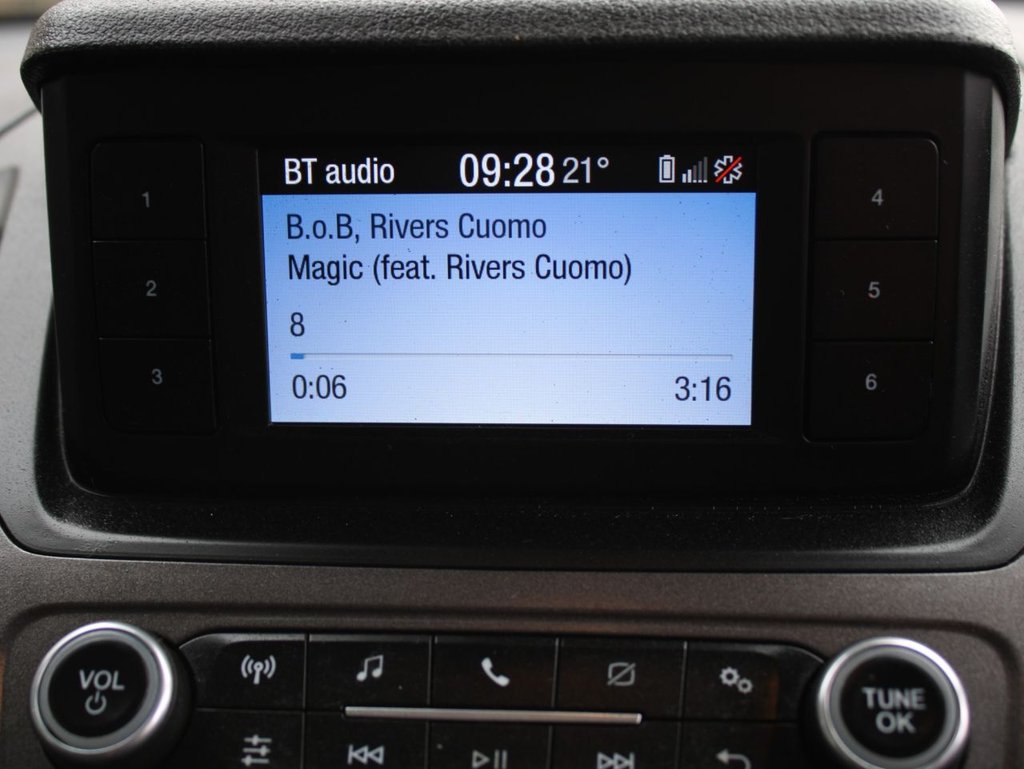 BT audio 09:28 21°
B.o.B, Rivers Cuomo
Magic (feat. Rivers Cuomo)
8
0:06 3:16
1
2
3
4
5
6
VOL
TUNE
OK